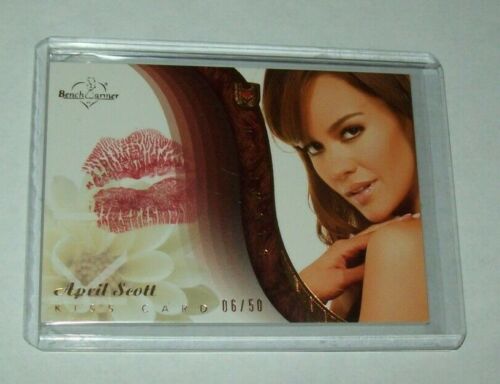 BenchWarmer
April Scott
KISS CARD 06/50